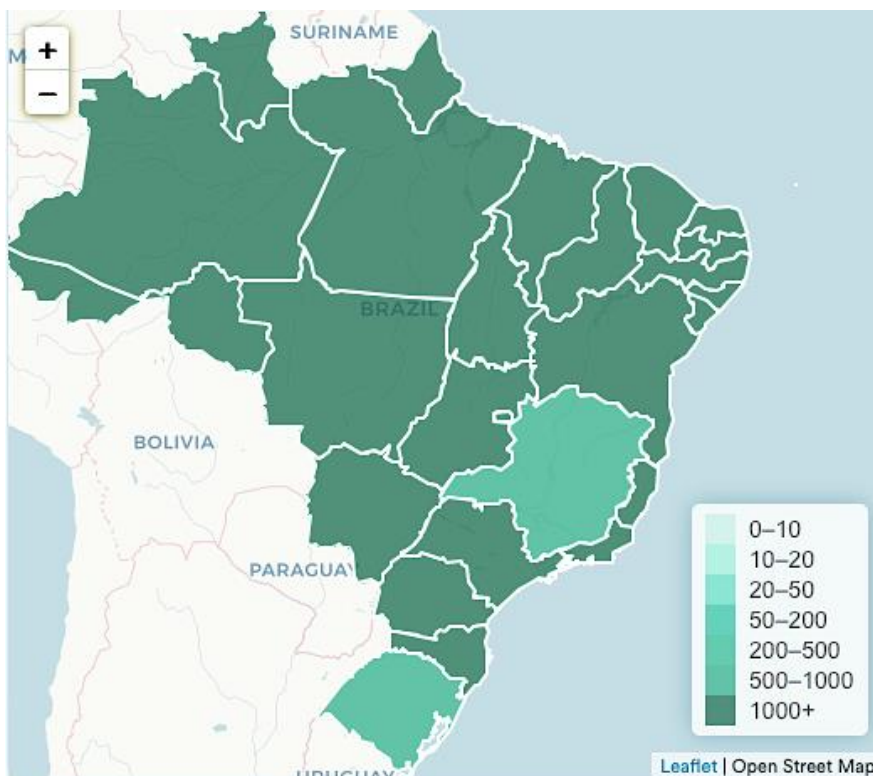 +
−
M
SURINAME
BRAZIL
BOLIVIA
PARAGUAY
URUGUAY
0–10
10–20
20–50
50–200
200–500
500–1000
1000+
Leaflet | Open Street Map